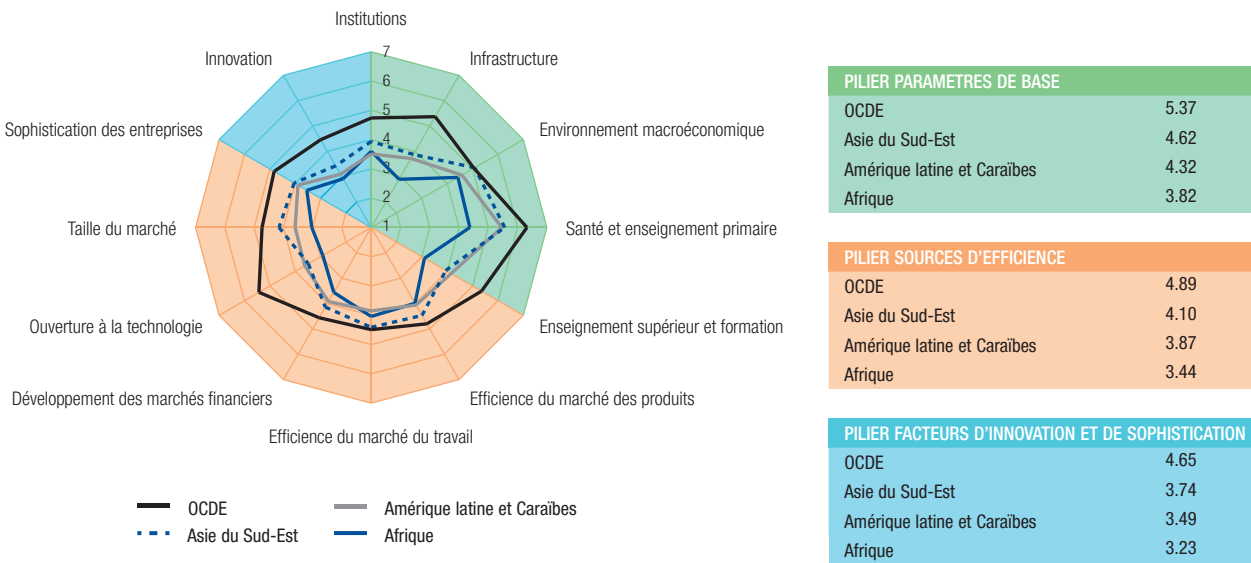 Institutions
Innovation
Infrastructure
Sophistication des entreprises
Environnement macroéconomique
Taille du marché
Santé et enseignement primaire
Ouverture à la technologie
Enseignement supérieur et formation
Développement des marchés financiers
Efficience du marché des produits
Efficience du marché du travail
7
6
5
4
3
2
1
OCDE
Amérique latine et Caraïbes
Asie du Sud-Est
Afrique
PILIER PARAMETRES DE BASE
OCDE 5.37
Asie du Sud-Est 4.62
Amérique latine et Caraïbes 4.32
Afrique 3.82
PILIER SOURCES D'EFFICIENCE
OCDE 4.89
Asie du Sud-Est 4.10
Amérique latine et Caraïbes 3.87
Afrique 3.44
PILIER FACTEURS D'INNOVATION ET DE SOPHISTICATION
OCDE 4.65
Asie du Sud-Est 3.74
Amérique latine et Caraïbes 3.49
Afrique 3.23